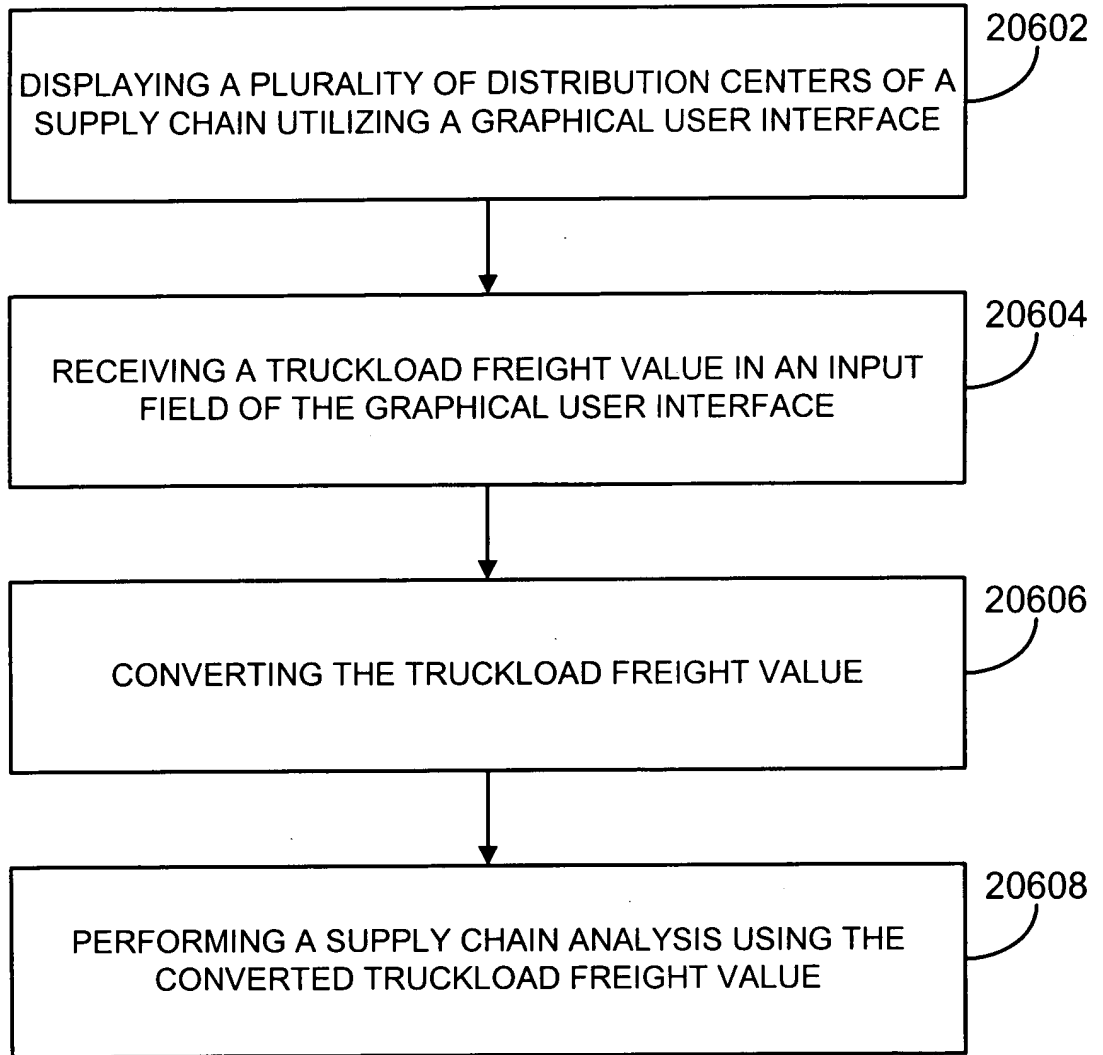 20602
DISPLAYING A PLURALITY OF DISTRIBUTION CENTERS OF A
SUPPLY CHAIN UTILIZING A GRAPHICAL USER INTERFACE
20604
RECEIVING A TRUCKLOAD FREIGHT VALUE IN AN INPUT
FIELD OF THE GRAPHICAL USER INTERFACE
20606
CONVERTING THE TRUCKLOAD FREIGHT VALUE
20608
PERFORMING A SUPPLY CHAIN ANALYSIS USING THE
CONVERTED TRUCKLOAD FREIGHT VALUE